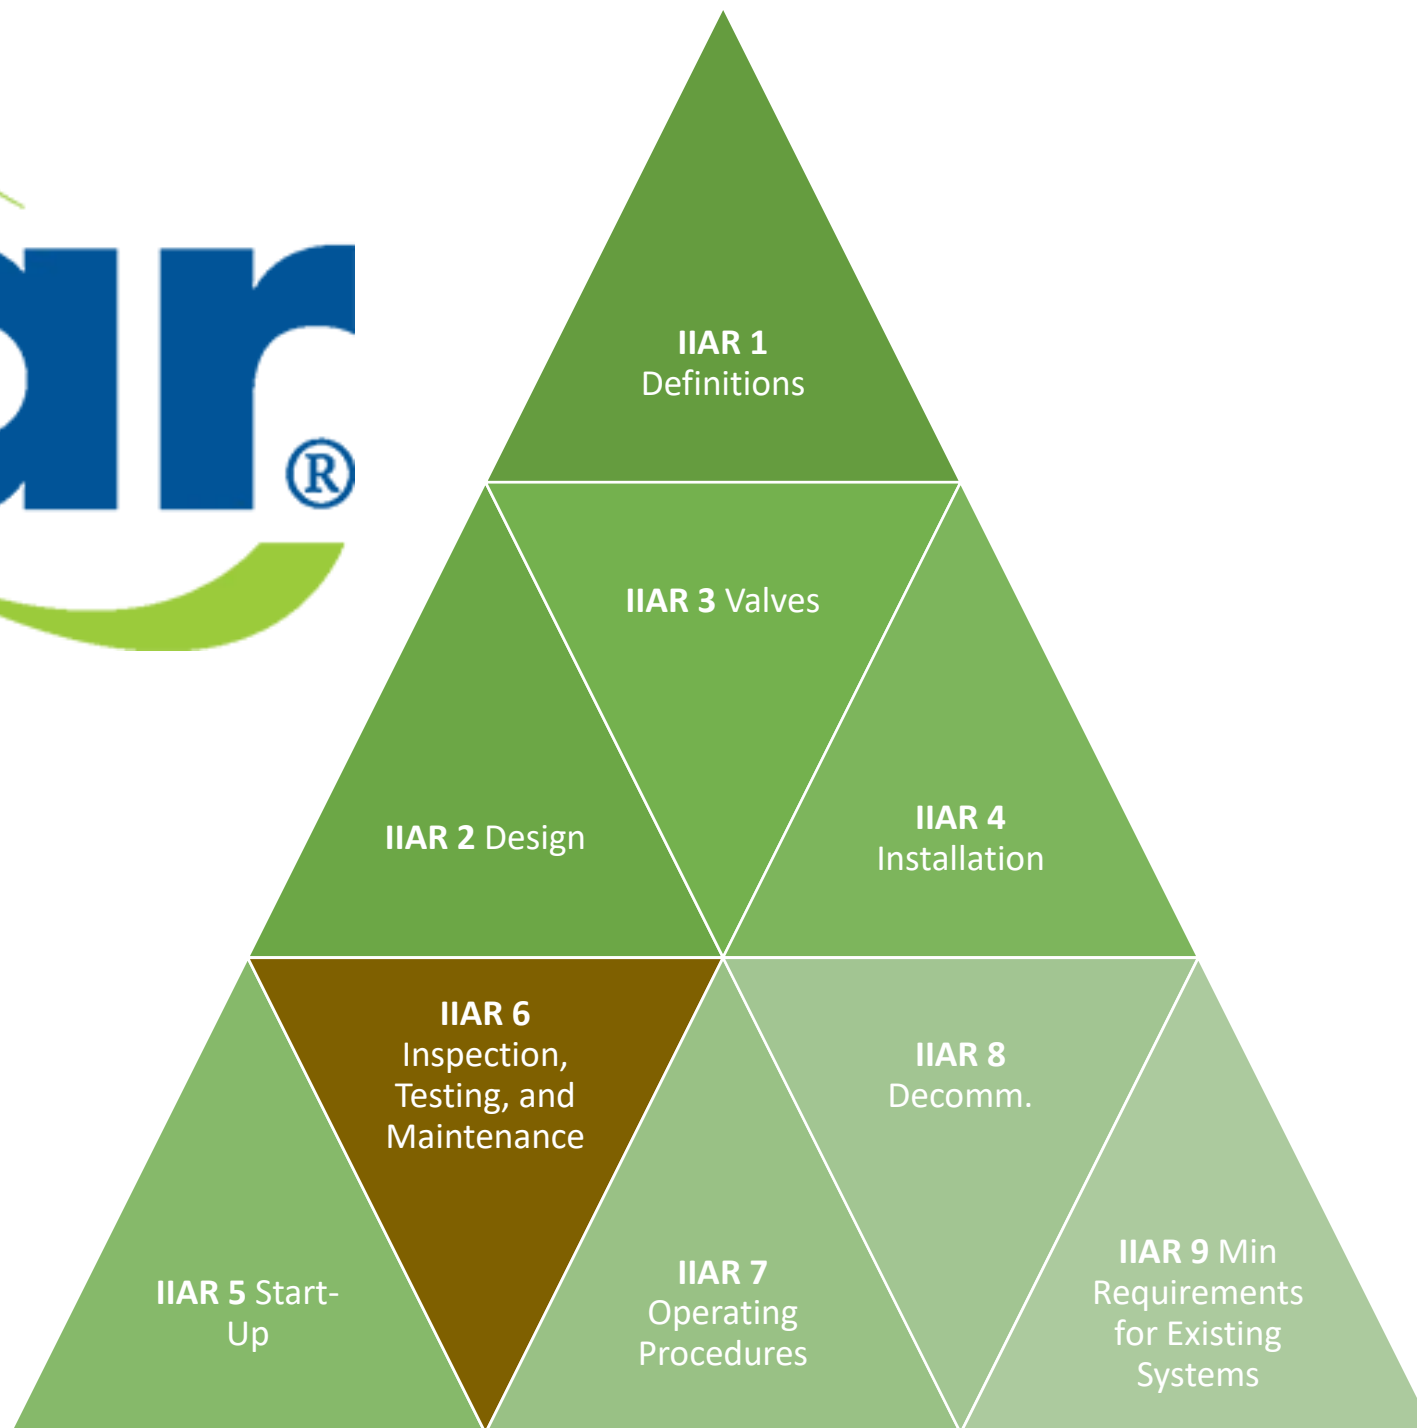 ar®
IIAR 1
Definitions
IIAR 3 Valves
IIAR 2 Design
IIAR 4
Installation
IIAR 6
Inspection,
Testing, and
Maintenance
IIAR 8
Decomm.
IIAR 5 Start-
Up
IIAR 7
Operating
Procedures
IIAR 9 Min
Requirements
for Existing
Systems